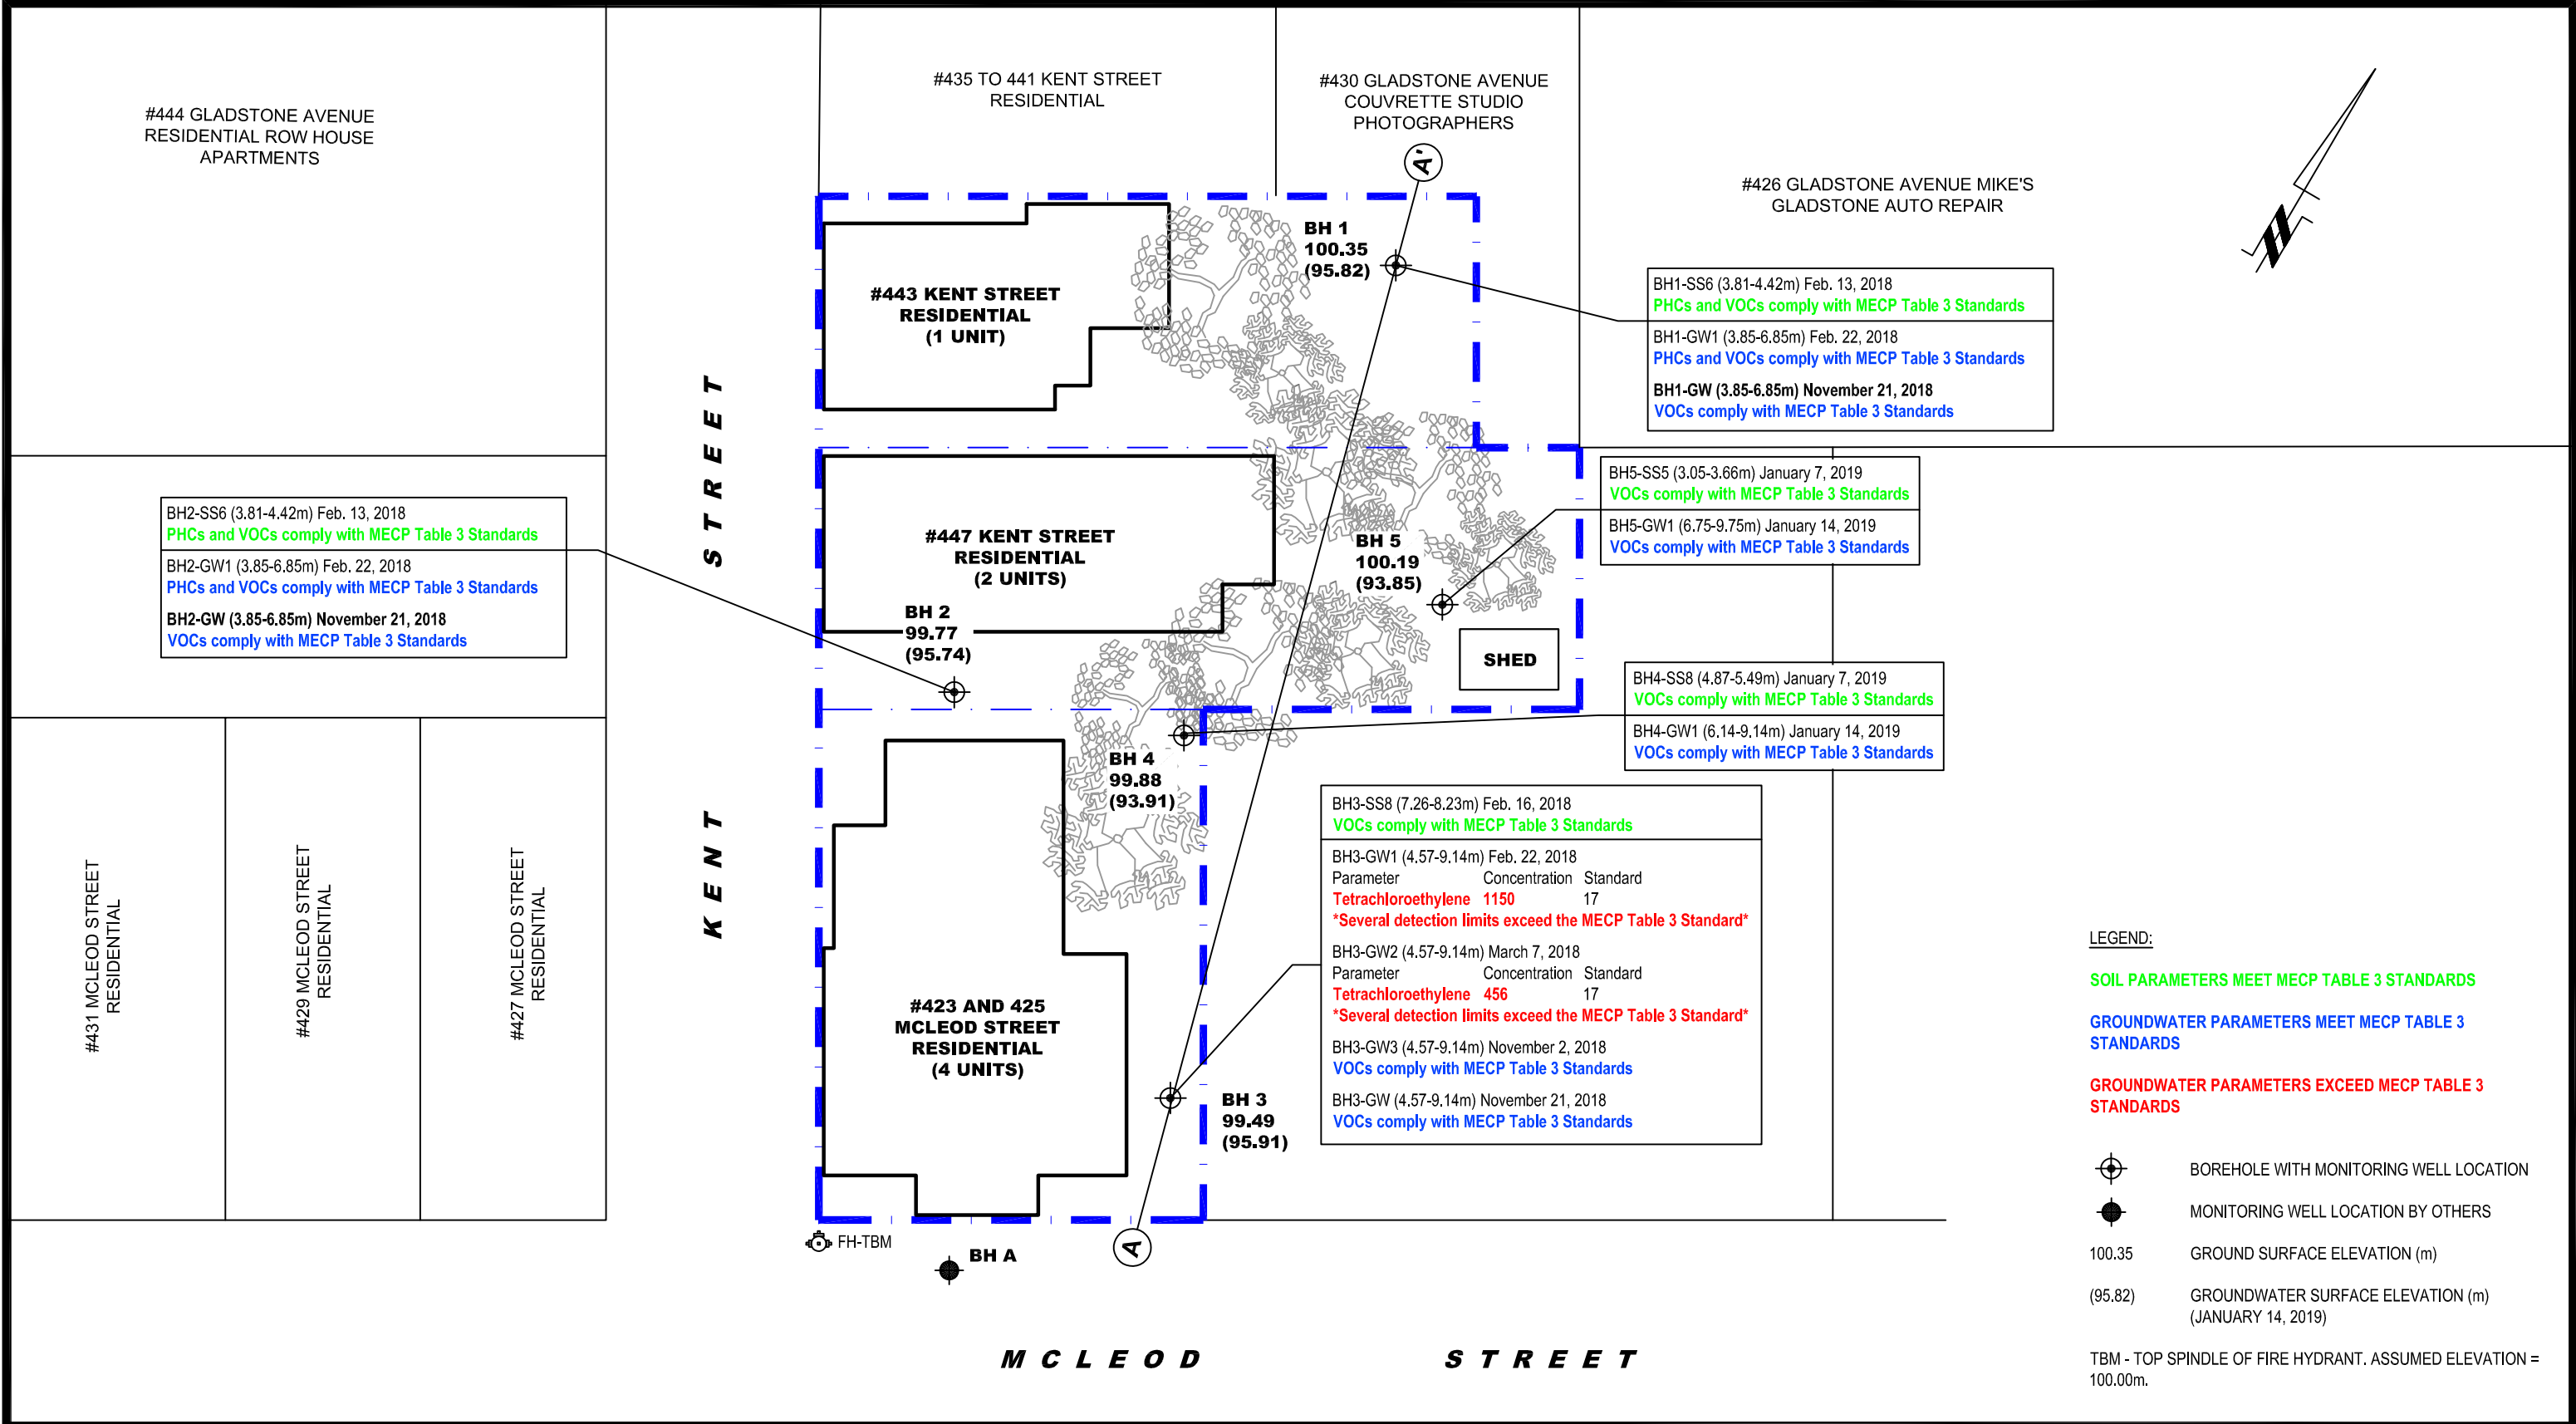 #444 GLADSTONE AVENUE
RESIDENTIAL ROW HOUSE
APARTMENTS
#435 TO 441 KENT STREET
RESIDENTIAL
#430 GLADSTONE AVENUE
COUVRETTE STUDIO
PHOTOGRAPHERS
A'
#426 GLADSTONE AVENUE MIKE'S
GLADSTONE AUTO REPAIR
BH 1
100.35
(95.82)
#443 KENT STREET
RESIDENTIAL
(1 UNIT)
BH1-SS6 (3.81-4.42m) Feb. 13, 2018
PHCs and VOCs comply with MECP Table 3 Standards
BH1-GW1 (3.85-6.85m) Feb. 22, 2018
PHCs and VOCs comply with MECP Table 3 Standards
BH1-GW (3.85-6.85m) November 21, 2018
VOCs comply with MECP Table 3 Standards
BH5-SS5 (3.05-3.66m) January 7, 2019
VOCs comply with MECP Table 3 Standards
BH5-GW1 (6.75-9.75m) January 14, 2019
VOCs comply with MECP Table 3 Standards
BH2-SS6 (3.81-4.42m) Feb. 13, 2018
PHCs and VOCs comply with MECP Table 3 Standards
BH2-GW1 (3.85-6.85m) Feb. 22, 2018
PHCs and VOCs comply with MECP Table 3 Standards
BH2-GW (3.85-6.85m) November 21, 2018
VOCs comply with MECP Table 3 Standards
KENT STREET
#447 KENT STREET
RESIDENTIAL
(2 UNITS)
BH 5
100.19
(93.85)
BH 2
99.77
(95.74)
SHED
BH4-SS8 (4.87-5.49m) January 7, 2019
VOCs comply with MECP Table 3 Standards
BH4-GW1 (6.14-9.14m) January 14, 2019
VOCs comply with MECP Table 3 Standards
BH 4
99.88
(93.91)
BH3-SS8 (7.26-8.23m) Feb. 16, 2018
VOCs comply with MECP Table 3 Standards
BH3-GW1 (4.57-9.14m) Feb. 22, 2018
Parameter Concentration Standard
Tetrachloroethylene 1150 17
*Several detection limits exceed the MECP Table 3 Standard*
BH3-GW2 (4.57-9.14m) March 7, 2018
Parameter Concentration Standard
Tetrachloroethylene 456 17
*Several detection limits exceed the MECP Table 3 Standard*
BH3-GW3 (4.57-9.14m) November 2, 2018
VOCs comply with MECP Table 3 Standards
BH3-GW (4.57-9.14m) November 21, 2018
VOCs comply with MECP Table 3 Standards
#431 MCLEOD STREET
RESIDENTIAL
#429 MCLEOD STREET
RESIDENTIAL
#427 MCLEOD STREET
RESIDENTIAL
#423 AND 425
MCLEOD STREET
RESIDENTIAL
(4 UNITS)
BH 3
99.49
(95.91)
FH-TBM
BH A
A
MCLEOD STREET
LEGEND:
SOIL PARAMETERS MEET MECP TABLE 3 STANDARDS
GROUNDWATER PARAMETERS MEET MECP TABLE 3
STANDARDS
GROUNDWATER PARAMETERS EXCEED MECP TABLE 3
STANDARDS
BOREHOLE WITH MONITORING WELL LOCATION
MONITORING WELL LOCATION BY OTHERS
100.35 GROUND SURFACE ELEVATION (m)
(95.82) GROUNDWATER SURFACE ELEVATION (m)
(JANUARY 14, 2019)
TBM - TOP SPINDLE OF FIRE HYDRANT. ASSUMED ELEVATION =
100.00m.